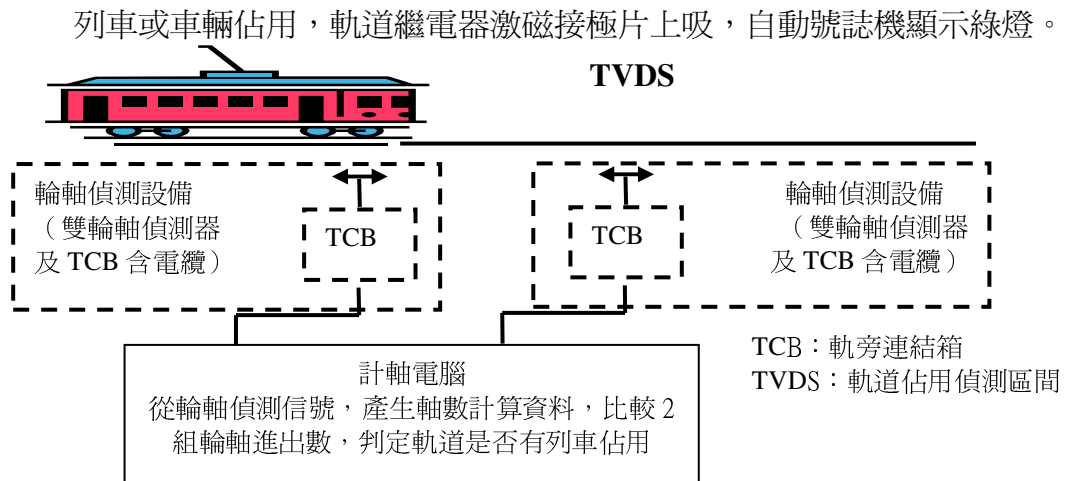 列車或車輛佔用，軌道繼電器激磁接極片上吸，自動號誌機顯示綠燈。
TVDS
輪軸偵測設備
（雙輪軸偵測器
及 TCB 含電纜）
TCB
TCB
輪軸偵測設備
（雙輪軸偵測器
及 TCB 含電纜）
TCB：軌旁連結箱
TVDS：軌道佔用偵測區間
計軸電腦
從輪軸偵測信號，產生軸數計算資料，比較 2
組輪軸進出數，判定軌道是否有列車佔用